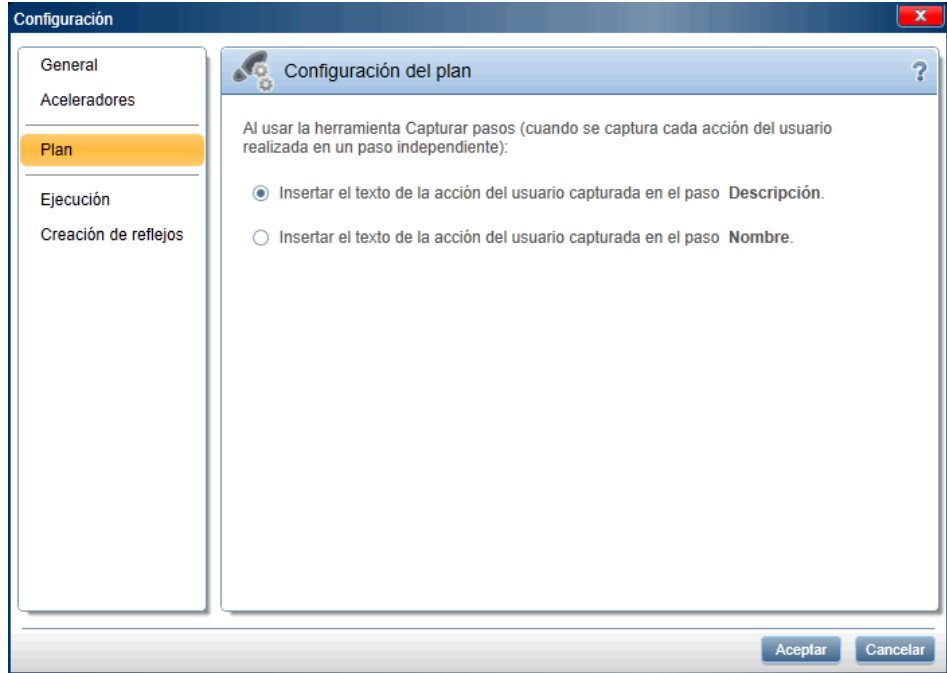 Configuración
General
Aceleradores
Plan
Ejecución
Creación de reflejos
Configuración del plan
?
Al usar la herramienta Capturar pasos (cuando se captura cada acción del usuario
realizada en un paso independiente):
Insertar el texto de la acción del usuario capturada en el paso Descripción.
Insertar el texto de la acción del usuario capturada en el paso Nombre.
Aceptar
Cancelar